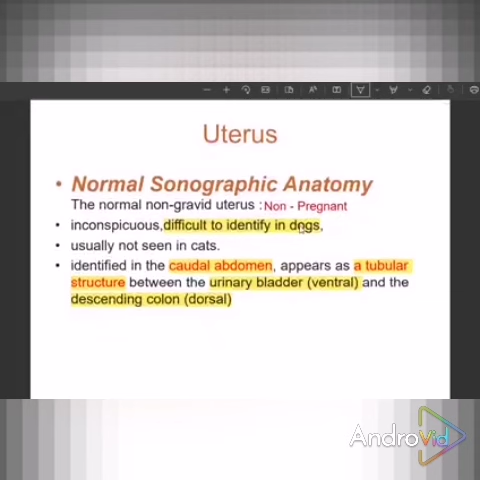 Uterus
• Normal Sonographic Anatomy
The normal non-gravid uterus : Non - Pregnant
• inconspicuous, difficult to identify in dogs,
• usually not seen in cats.
• identified in the caudal abdomen, appears as a tubular
structure between the urinary bladder (ventral) and the
descending colon (dorsal)
AndroVid